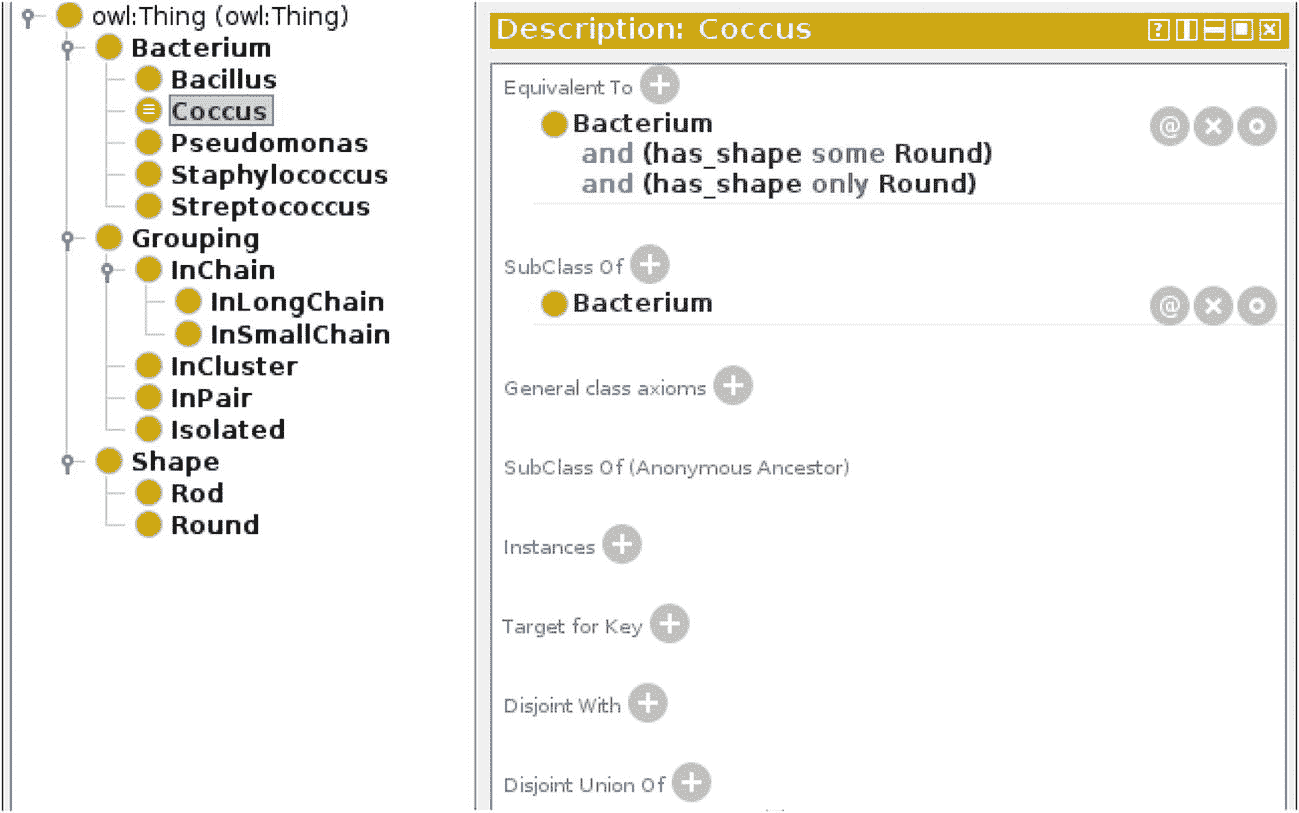 owl:Thing (owl:Thing)
Bacterium
Bacillus
Coccus
Pseudomonas
Staphylococcus
Streptococcus
Grouping
InChain
InLongChain
InSmallChain
InCluster
InPair
Isolated
Shape
Rod
Round
Description: Coccus
Equivalent To
Bacterium
and (has_shape some Round)
and (has_shape only Round)
SubClass Of
Bacterium
General class axioms
SubClass Of (Anonymous Ancestor)
Instances
Target for Key
Disjoint With
Disjoint Union Of